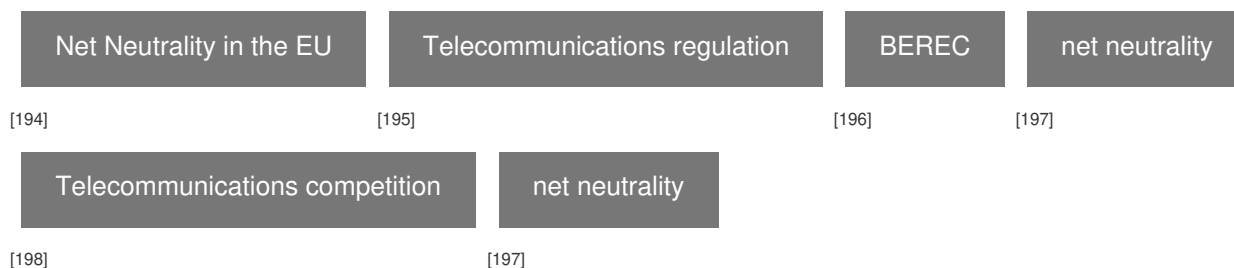 Net Neutrality in the EU Telecommunications regulation BEREC net neutrality
[194] [195] [196] [197]
Telecommunications competition net neutrality
[198] [197]